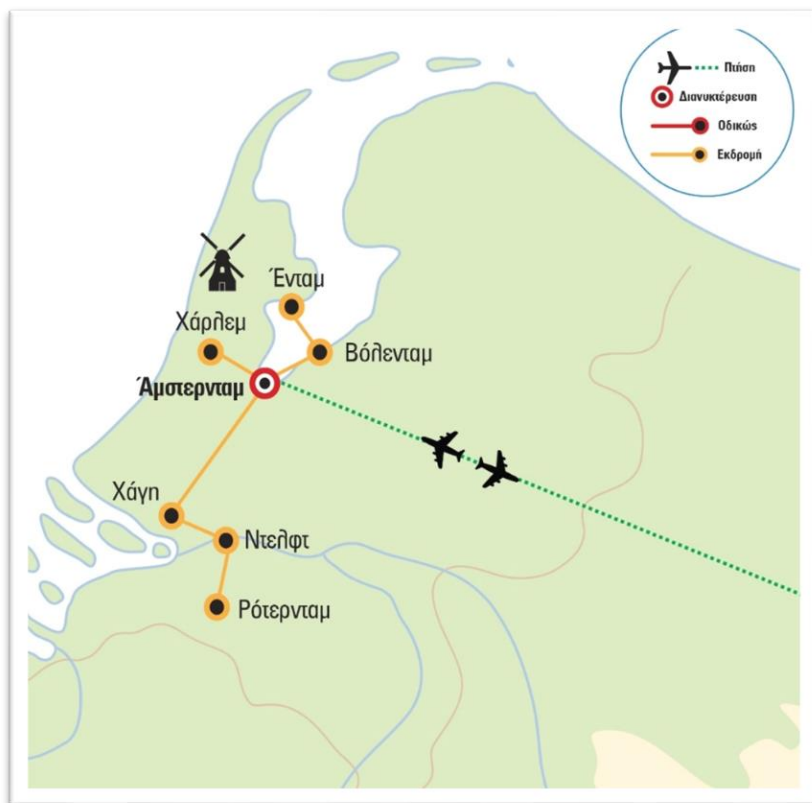 Πτήση
Διανυκτέρευση
Οδικώς
Εκδρομή
Ένταμ
Χάρλεμ
Βόλενταμ
Άμστερνταμ
Χάγη
Ντελφτ
Ρότερνταμ